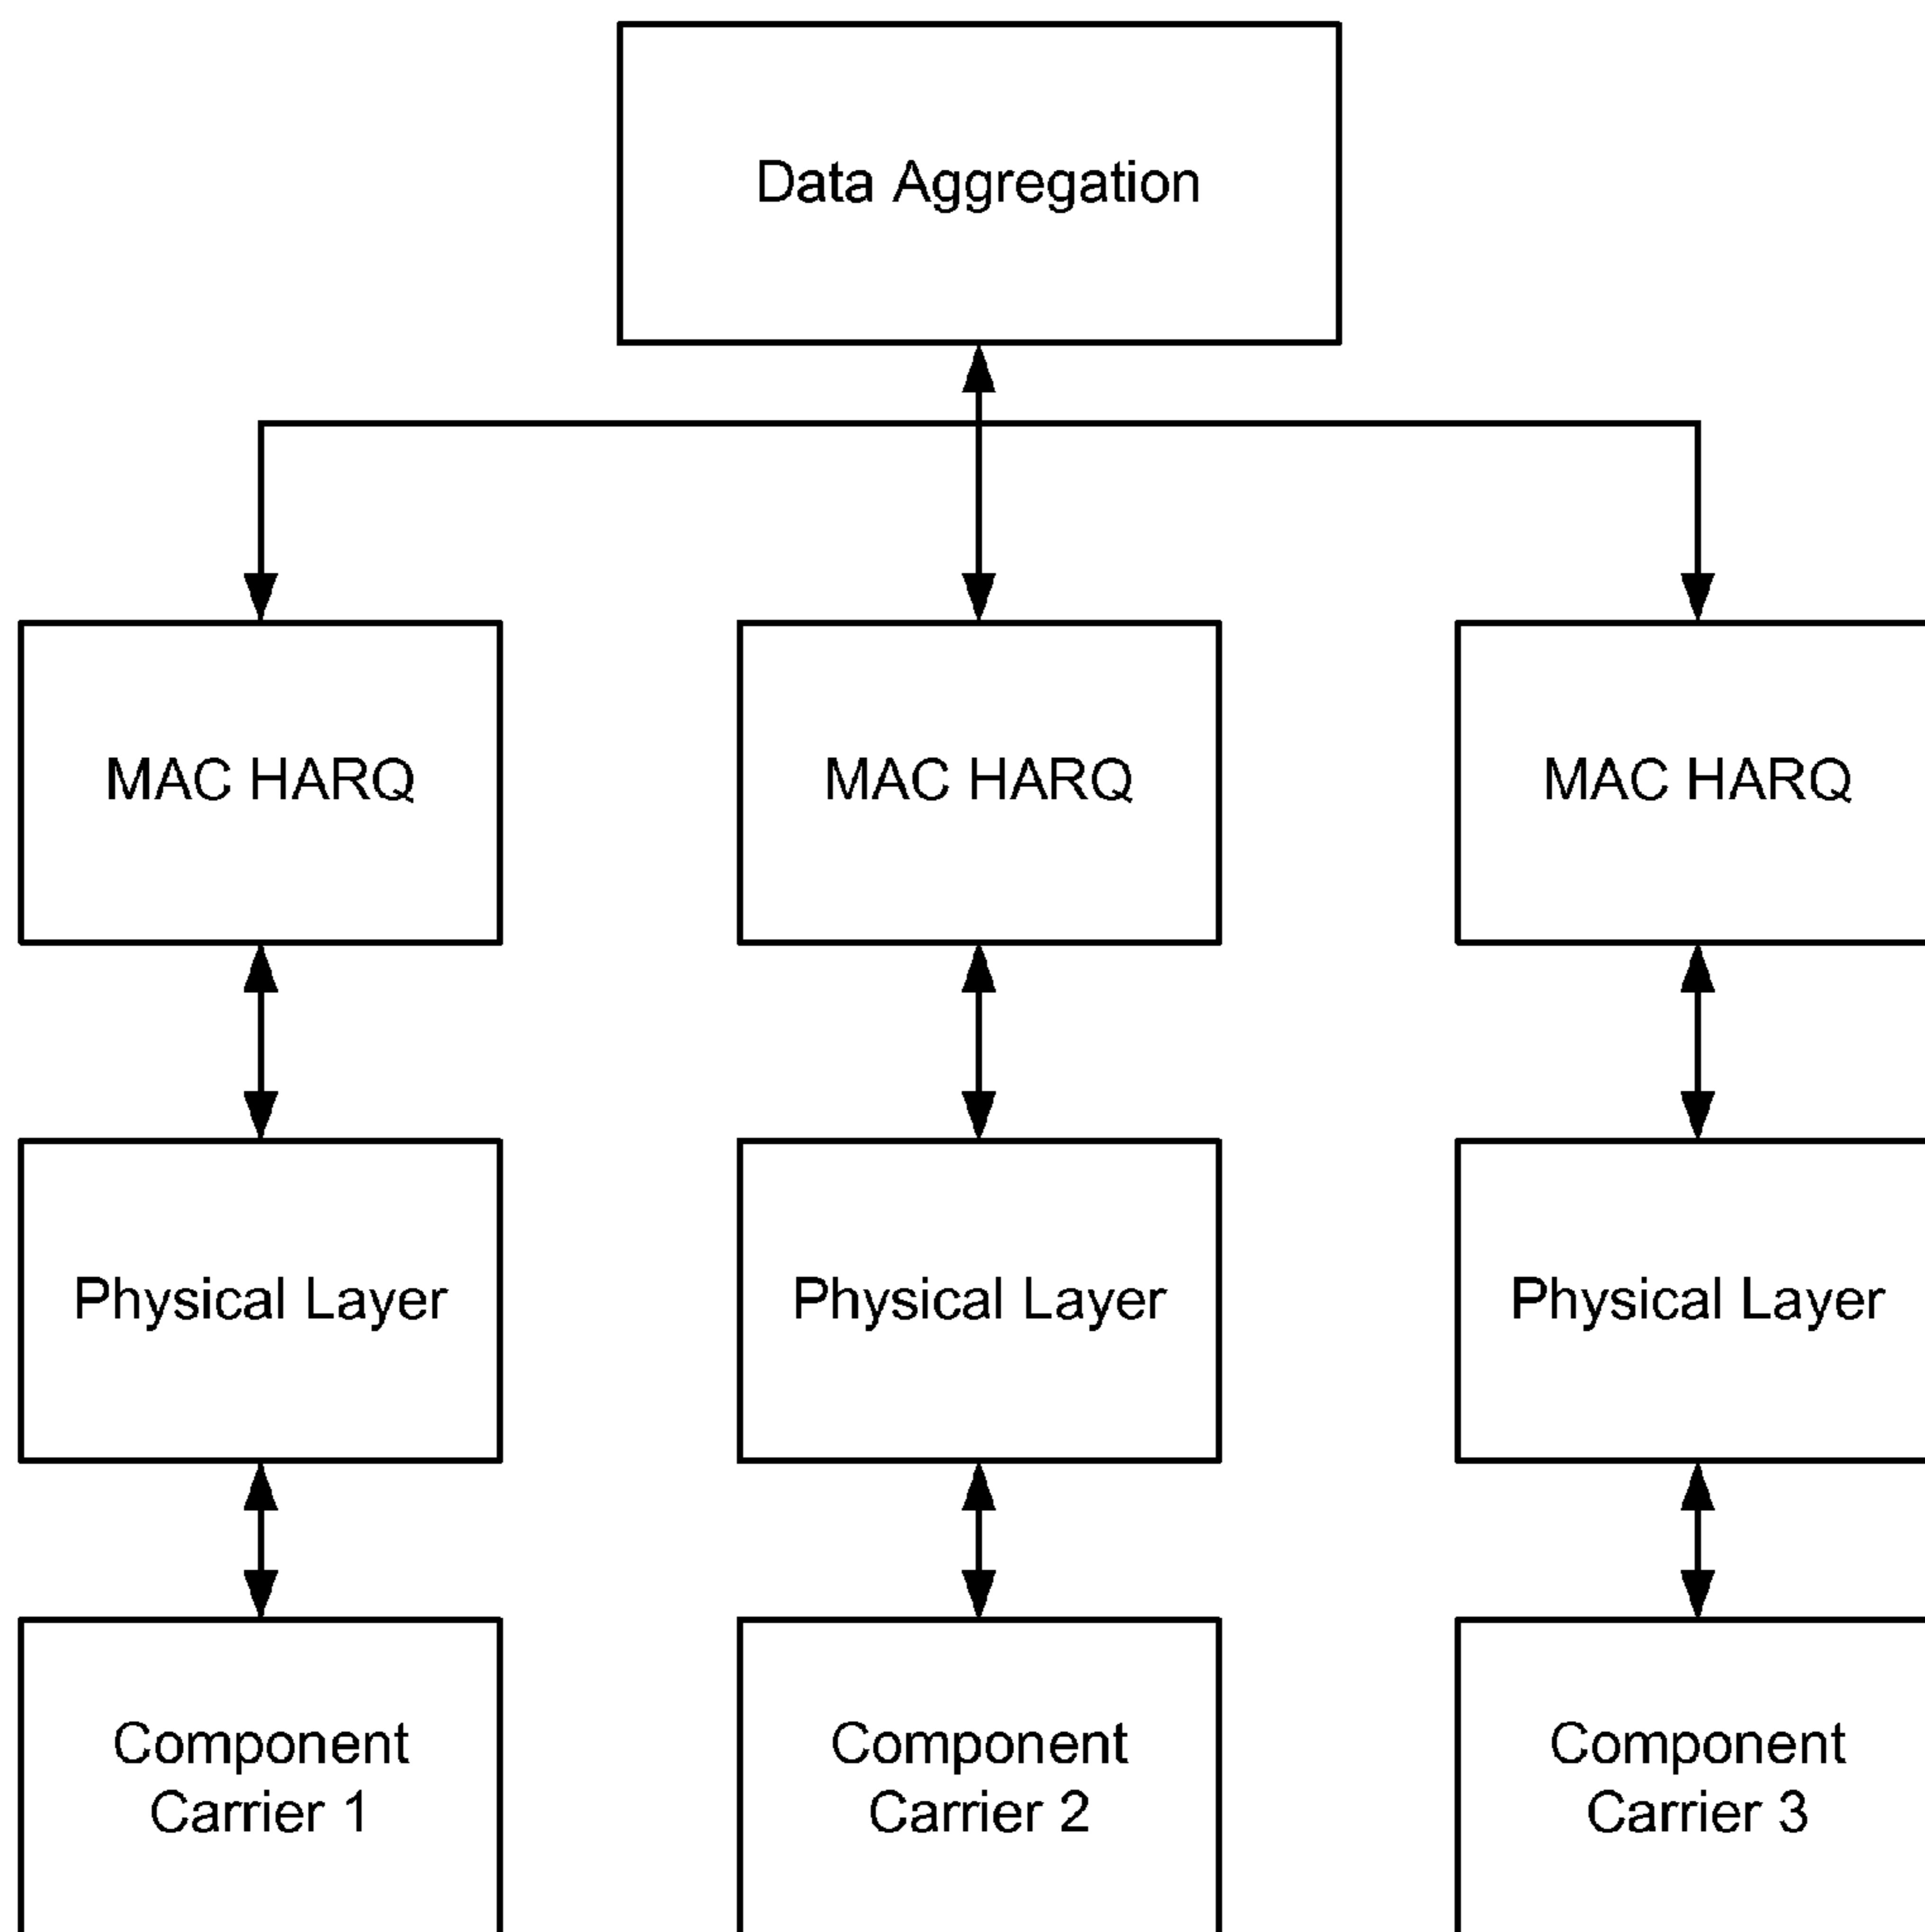 Data Aggregation
MAC HARQ
MAC HARQ
MAC HARQ
Physical Layer
Physical Layer
Physical Layer
Component
Carrier 1
Component
Carrier 2
Component
Carrier 3